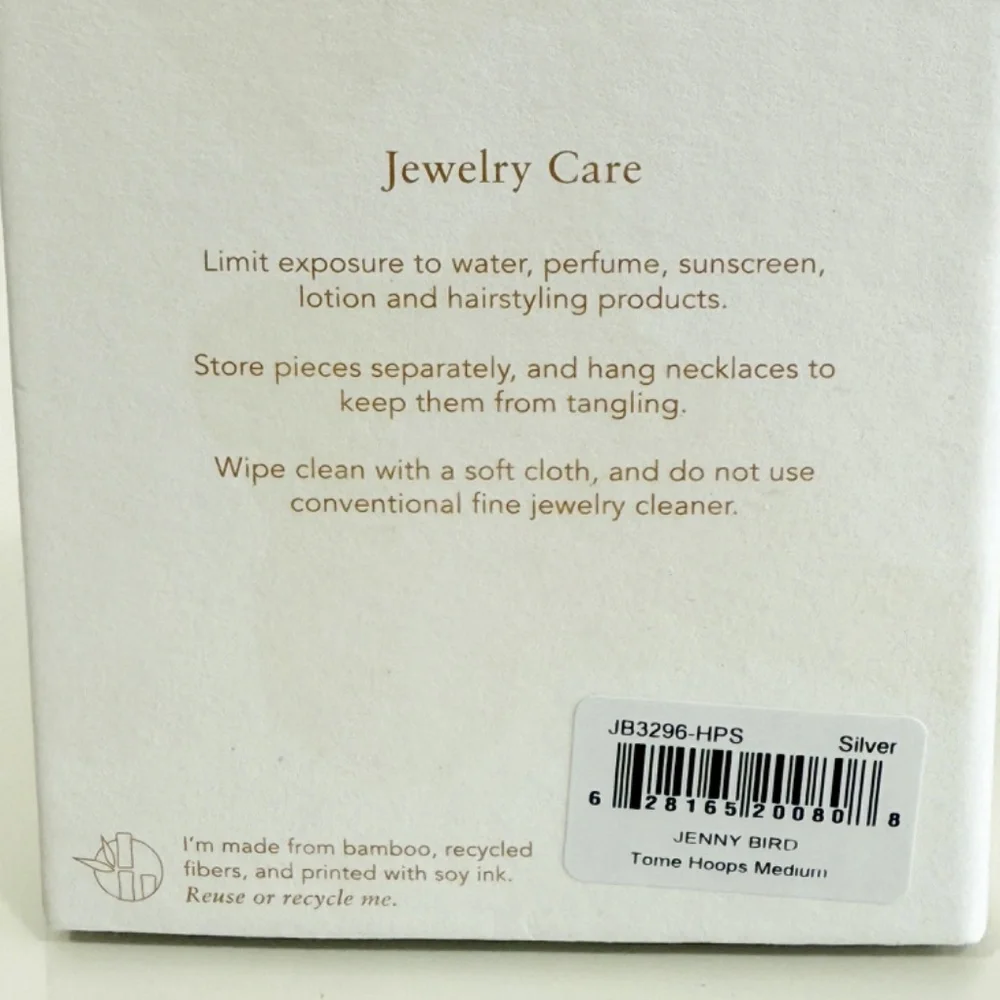 Jewelry Care
Limit exposure to water, perfume, sunscreen,
lotion and hairstyling products.
Store pieces separately, and hang necklaces to
keep them from tangling.
Wipe clean with a soft cloth, and do not use
conventional fine jewelry cleaner.
I'm made from bamboo, recycled
fibers, and printed with soy ink.
Reuse or recycle me.
JB3296-HPS Silver
6 28165 20080 8
JENNY BIRD
Tome Hoops Medium